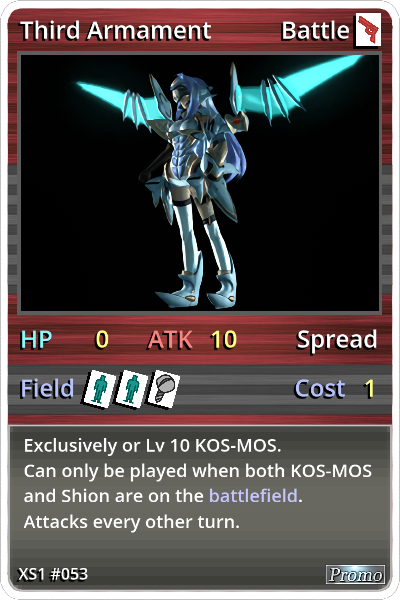 Third Armament Battle
HP 0 ATK 10 Spread
Field Cost 1
Exclusively or Lv 10 KOS-MOS.
Can only be played when both KOS-MOS
and Shion are on the battlefield.
Attacks every other turn.
XS1 #053 Promo